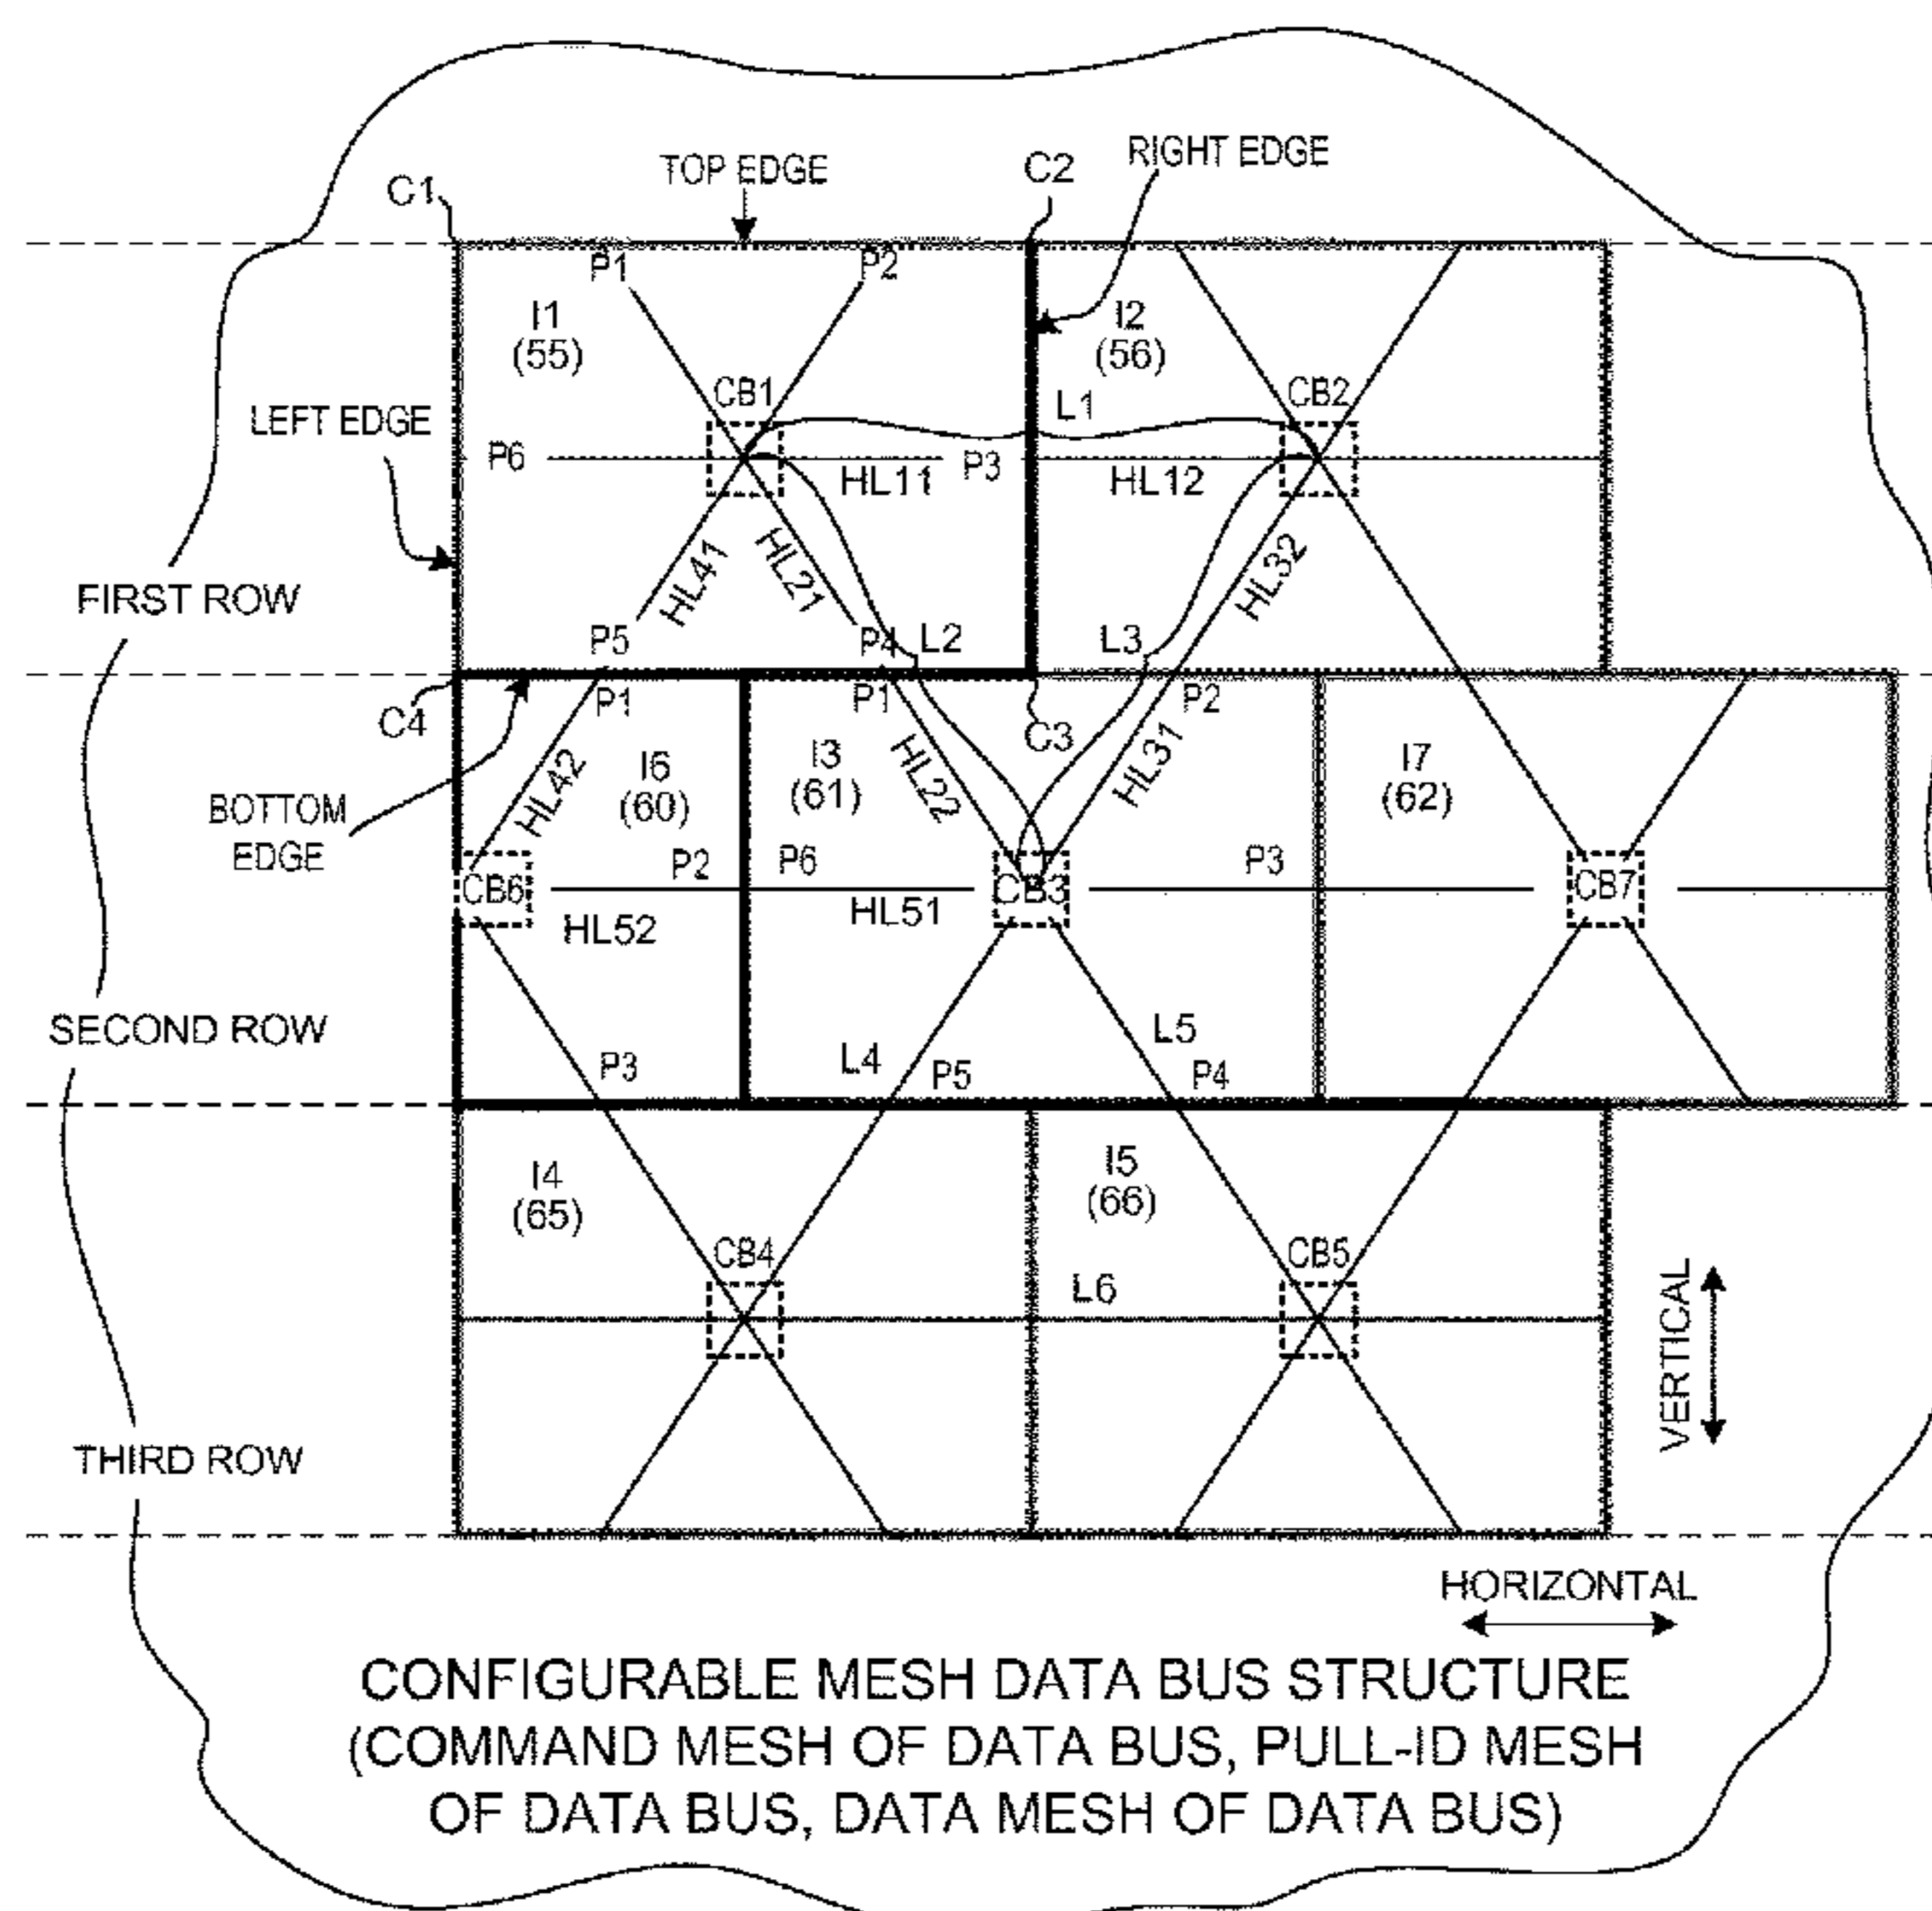 TOP EDGE
C2
RIGHT EDGE
C1
P1
P2
I1
(55)
I2
(56)
CB1
CB2
L1
LEFT EDGE
P6
P3
HL11
HL12
HL41
HL21
HL32
FIRST ROW
P5
P4
L2
L3
C4
P1
P1
P2
C3
HL42
I6
(60)
I3
(61)
HL22
HL31
I7
(62)
BOTTOM
EDGE
P2
P6
P3
CB6
CB3
CB7
HL52
HL51
SECOND ROW
P3
L4
P5
L5
P4
I4
(65)
I5
(66)
CB4
CB5
L6
VERTICAL
THIRD ROW
HORIZONTAL
CONFIGURABLE MESH DATA BUS STRUCTURE
(COMMAND MESH OF DATA BUS, PULL-ID MESH
OF DATA BUS, DATA MESH OF DATA BUS)